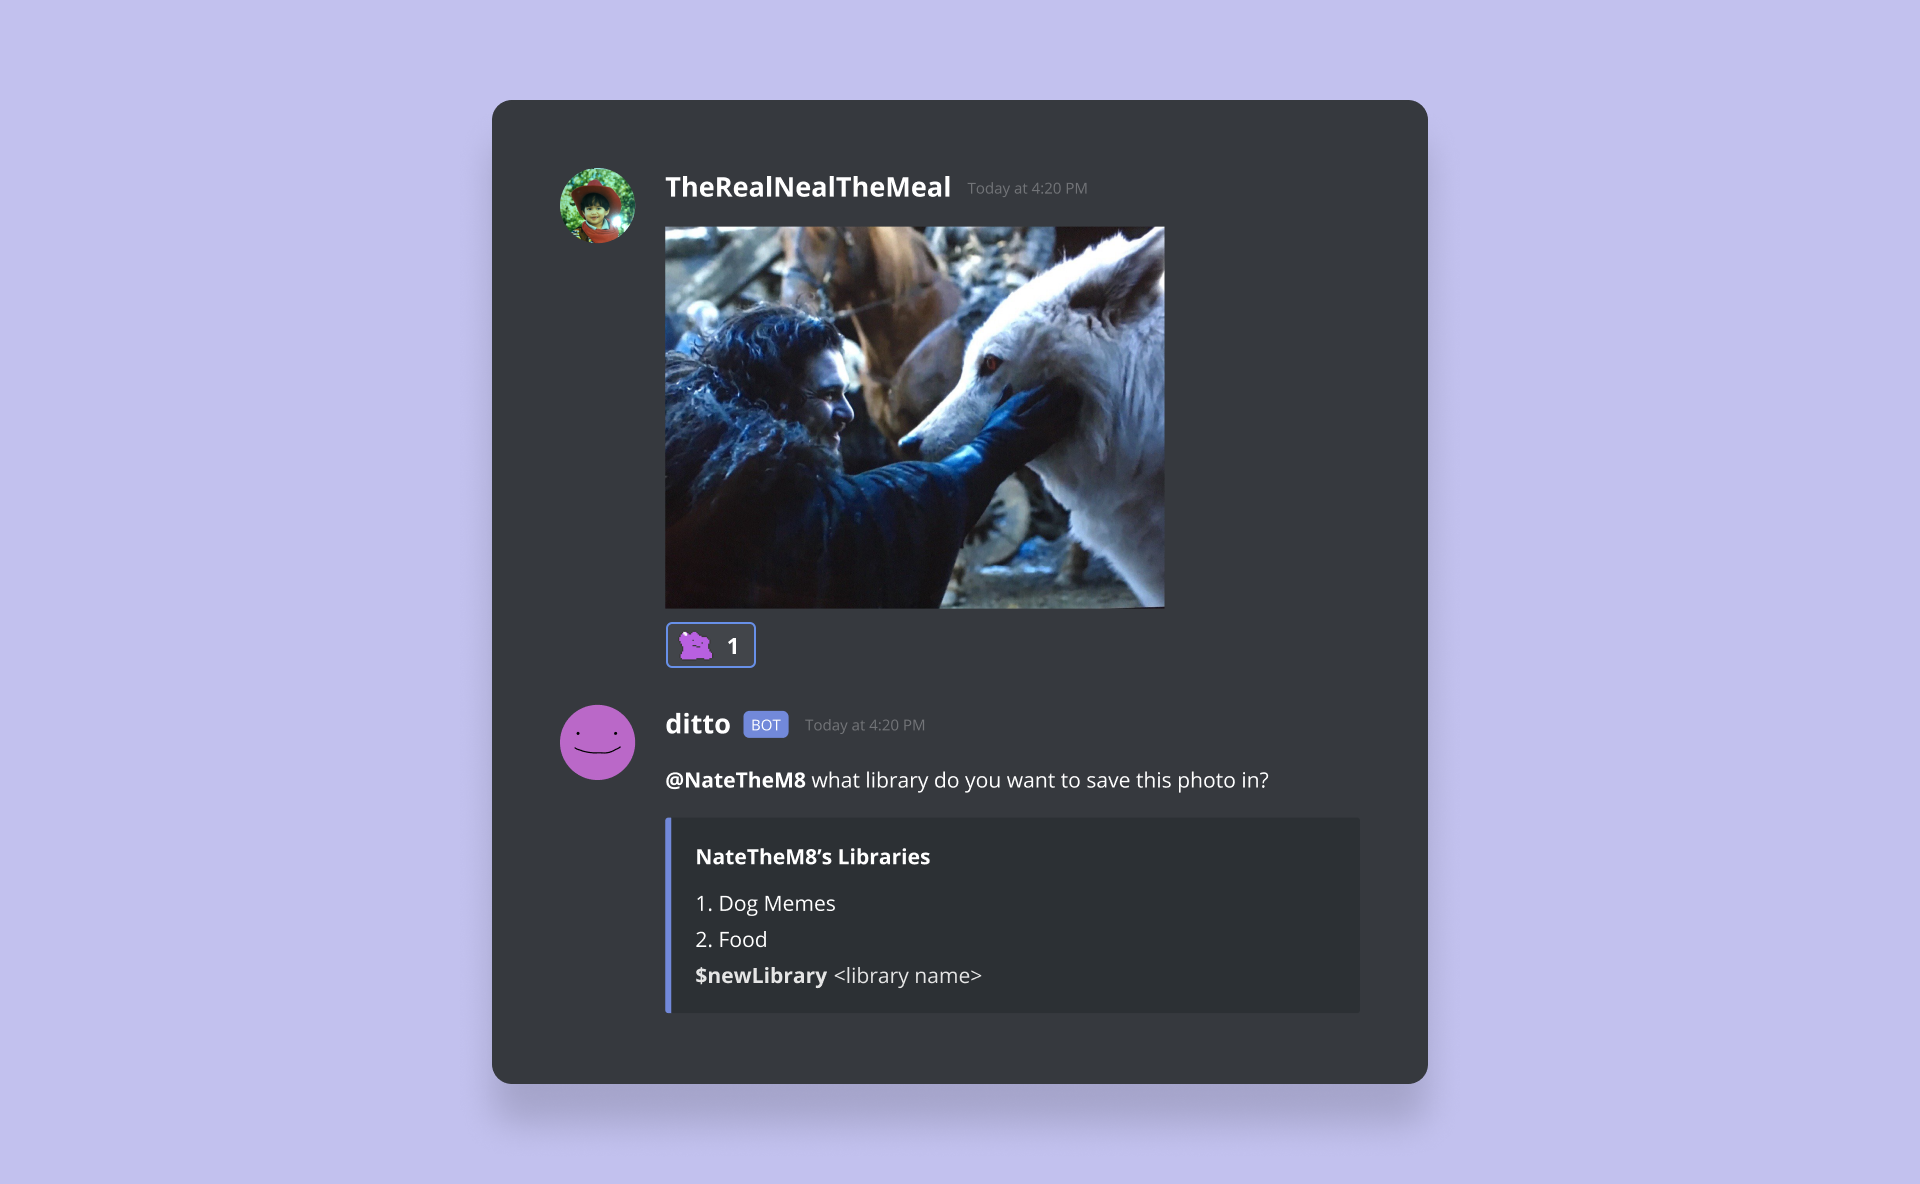 TheRealNealTheMeal Today at 4:20 PM
1
ditto BOT Today at 4:20 PM
@NateTheM8 what library do you want to save this photo in?
NateTheM8’s Libraries
1. Dog Memes
2. Food
$newLibrary <library name>